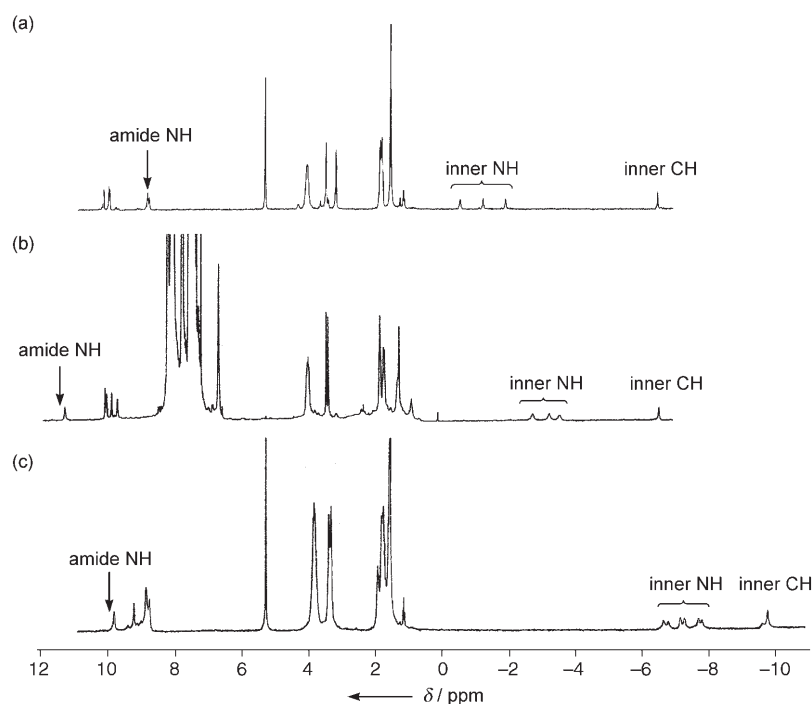 (a)
amide NH
inner NH
inner CH
(b)
amide NH
inner NH
inner CH
(c)
amide NH
inner NH
inner CH
12 10 8 6 4 2 0 −2 −4 −6 −8 −10
δ / ppm